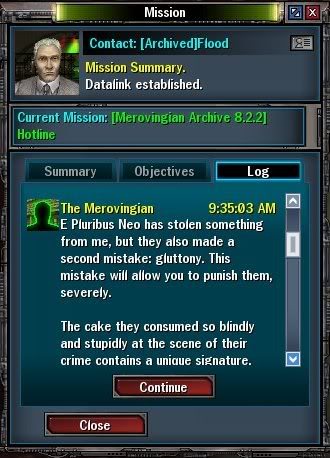 Mission
Contact: [Archived]Flood
Mission Summary.
Datalink established.
Current Mission: [Merovingian Archive 8.2.2]
Hotline
Summary
Objectives
Log
The Merovingian 9:35:03 AM
E Pluribus Neo has stolen something
from me, but they also made a
second mistake: gluttony. This
mistake will allow you to punish them,
severely.
The cake they consumed so blindly
and stupidly at the scene of their
crime contains a unique signature.
Continue
Close